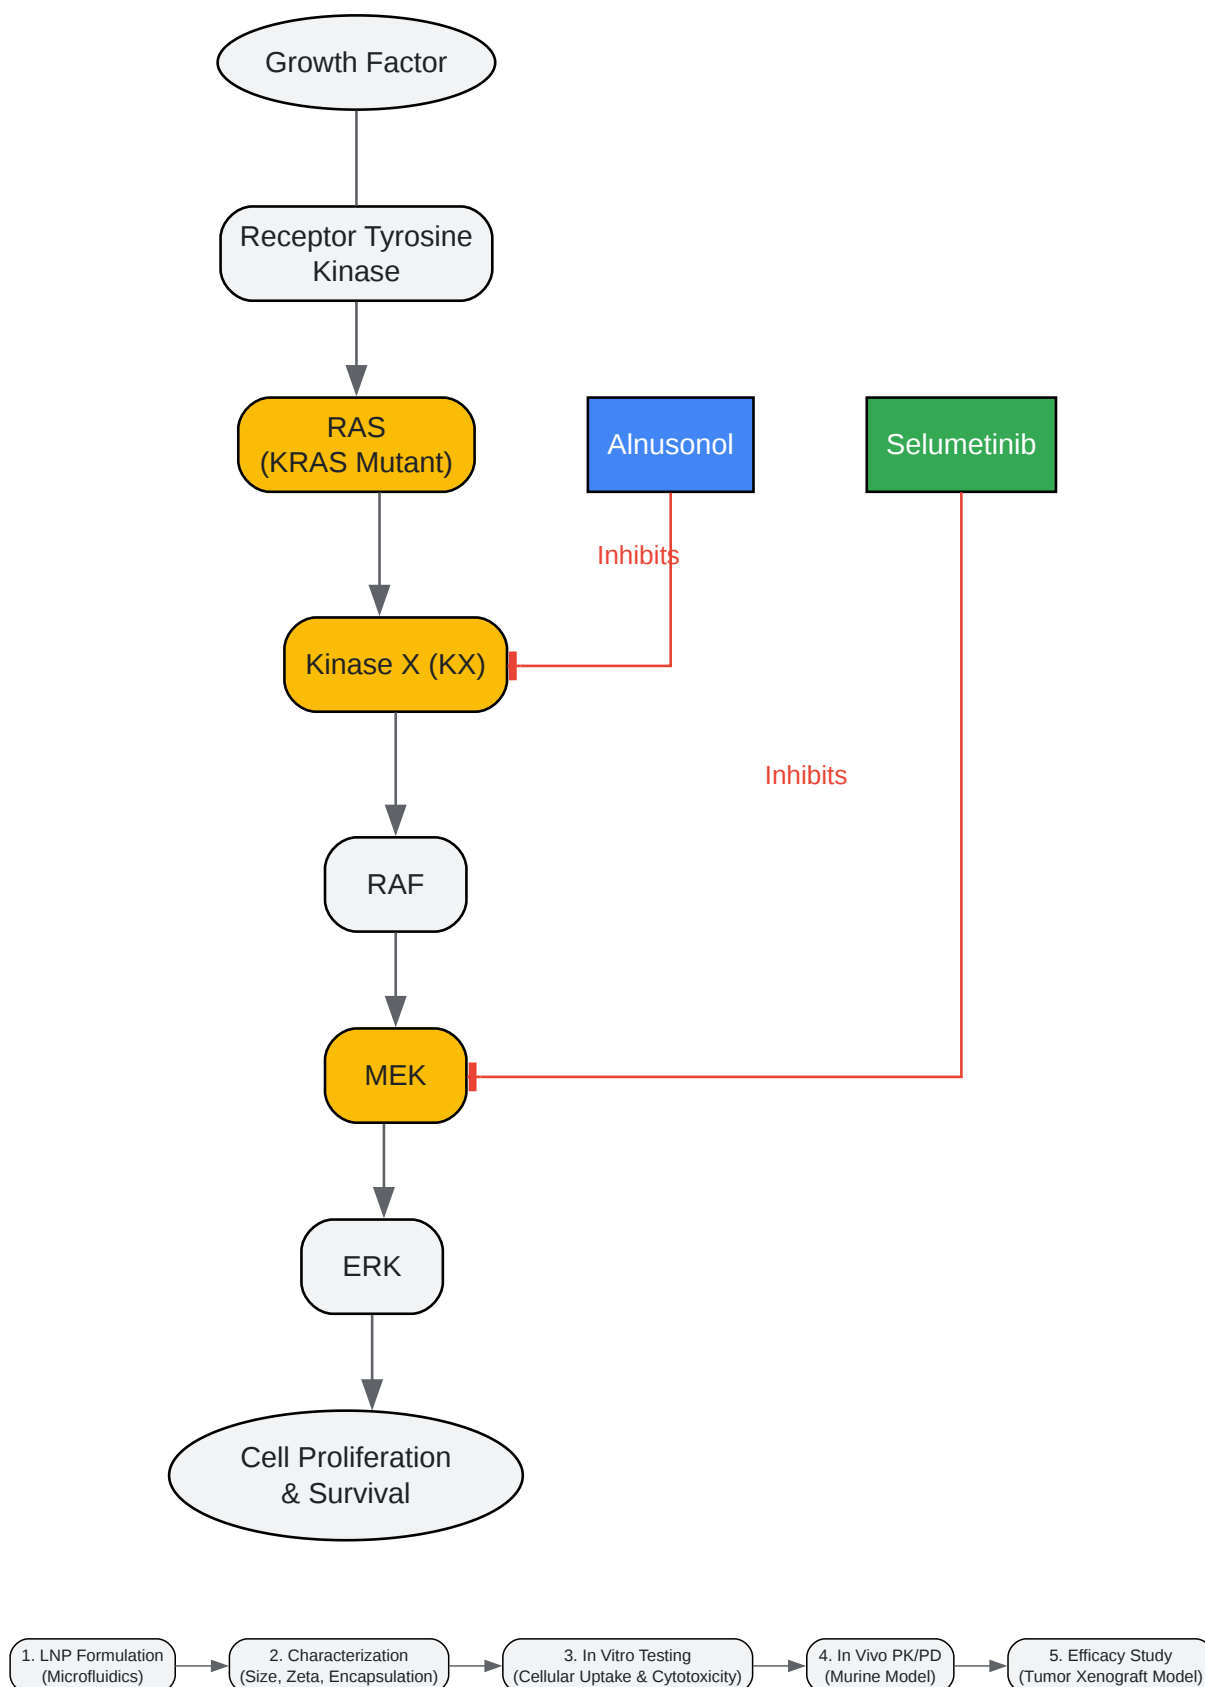 Growth Factor
Receptor Tyrosine
Kinase
RAS
(KRAS Mutant)
Alnusonol
Selumetinib
Inhibits
Kinase X (KX)
Inhibits
RAF
MEK
ERK
Cell Proliferation
& Survival
1. LNP Formulation
(Microfluidics)
2. Characterization
(Size, Zeta, Encapsulation)
3. In Vitro Testing
(Cellular Uptake & Cytotoxicity)
4. In Vivo PK/PD
(Murine Model)
5. Efficacy Study
(Tumor Xenograft Model)